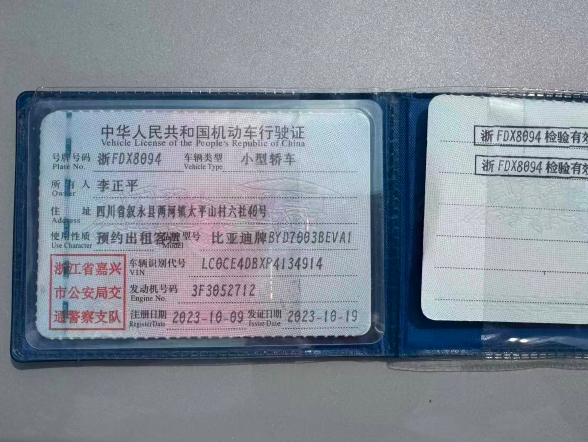 中华人民共和国机动车行驶证
Vehicle License of the People's Republic of China
号牌号码 浙FDX8094 车辆类型 小型轿车
Plate No. Vehicle Type
所有人 李正平
Owner
住址 四川省叙永县两河镇太平山村六社40号
Address
使用性质 预约出租客运 型号 比亚迪牌BYD7003BEVA1
Use Character Model
浙江省嘉兴
市公安局交
通警察支队
车辆识别代号 LC0CE4DBXP4134914
VIN
发动机号码 3F3052712
Engine No.
注册日期 2023-10-09 发证日期 2023-10-19
Register Date Issue Date
浙FDX8094 检验有效
浙FDX8094 检验有效